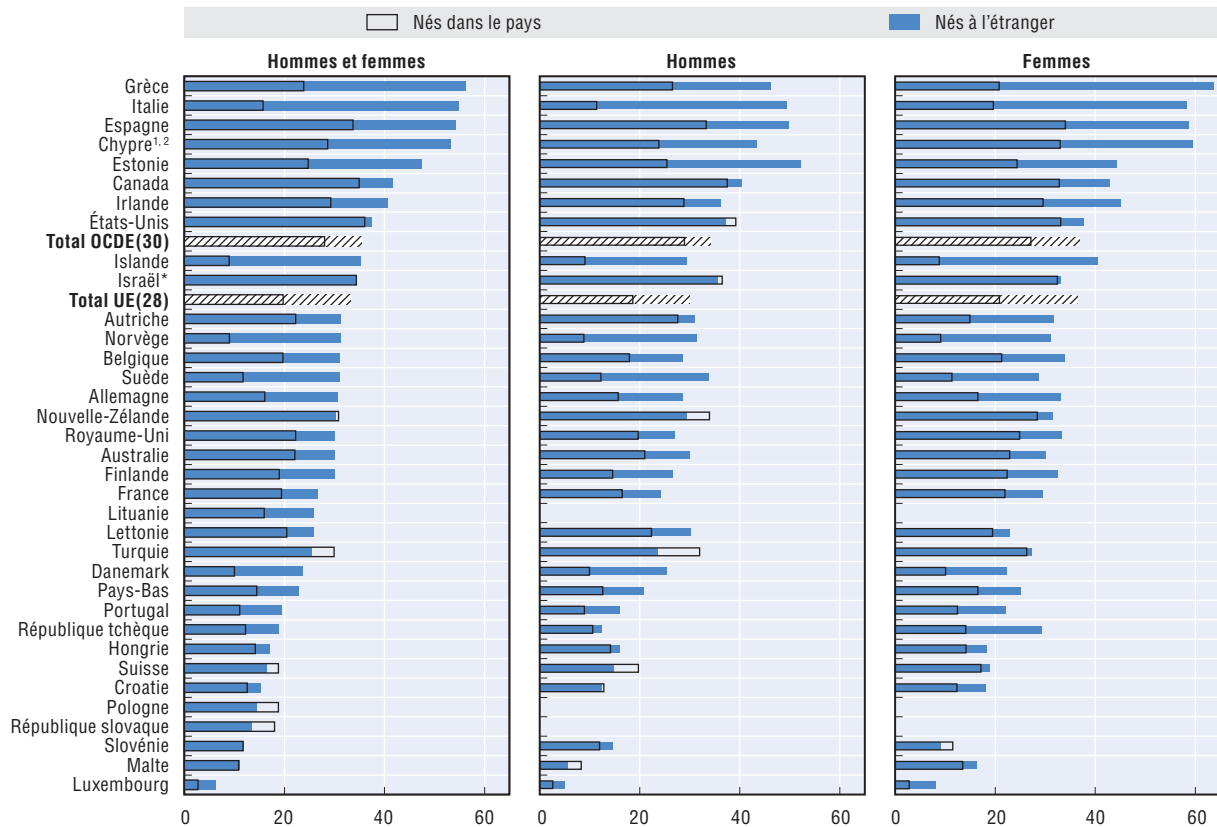 Nés dans le pays Nés à l'étranger
Hommes et femmes Hommes Femmes
Grèce
Italie
Espagne
Chypre1, 2
Estonie
Canada
Irlande
États-Unis
Total OCDE(30)
Islande
Israël*
Total UE(28)
Autriche
Norvège
Belgique
Suède
Allemagne
Nouvelle-Zélande
Royaume-Uni
Australie
Finlande
France
Lituanie
Lettonie
Turquie
Danemark
Pays-Bas
Portugal
République tchèque
Hongrie
Suisse
Croatie
Pologne
République slovaque
Slovénie
Malte
Luxembourg
0 20 40 60 0 20 40 60 0 20 40 60